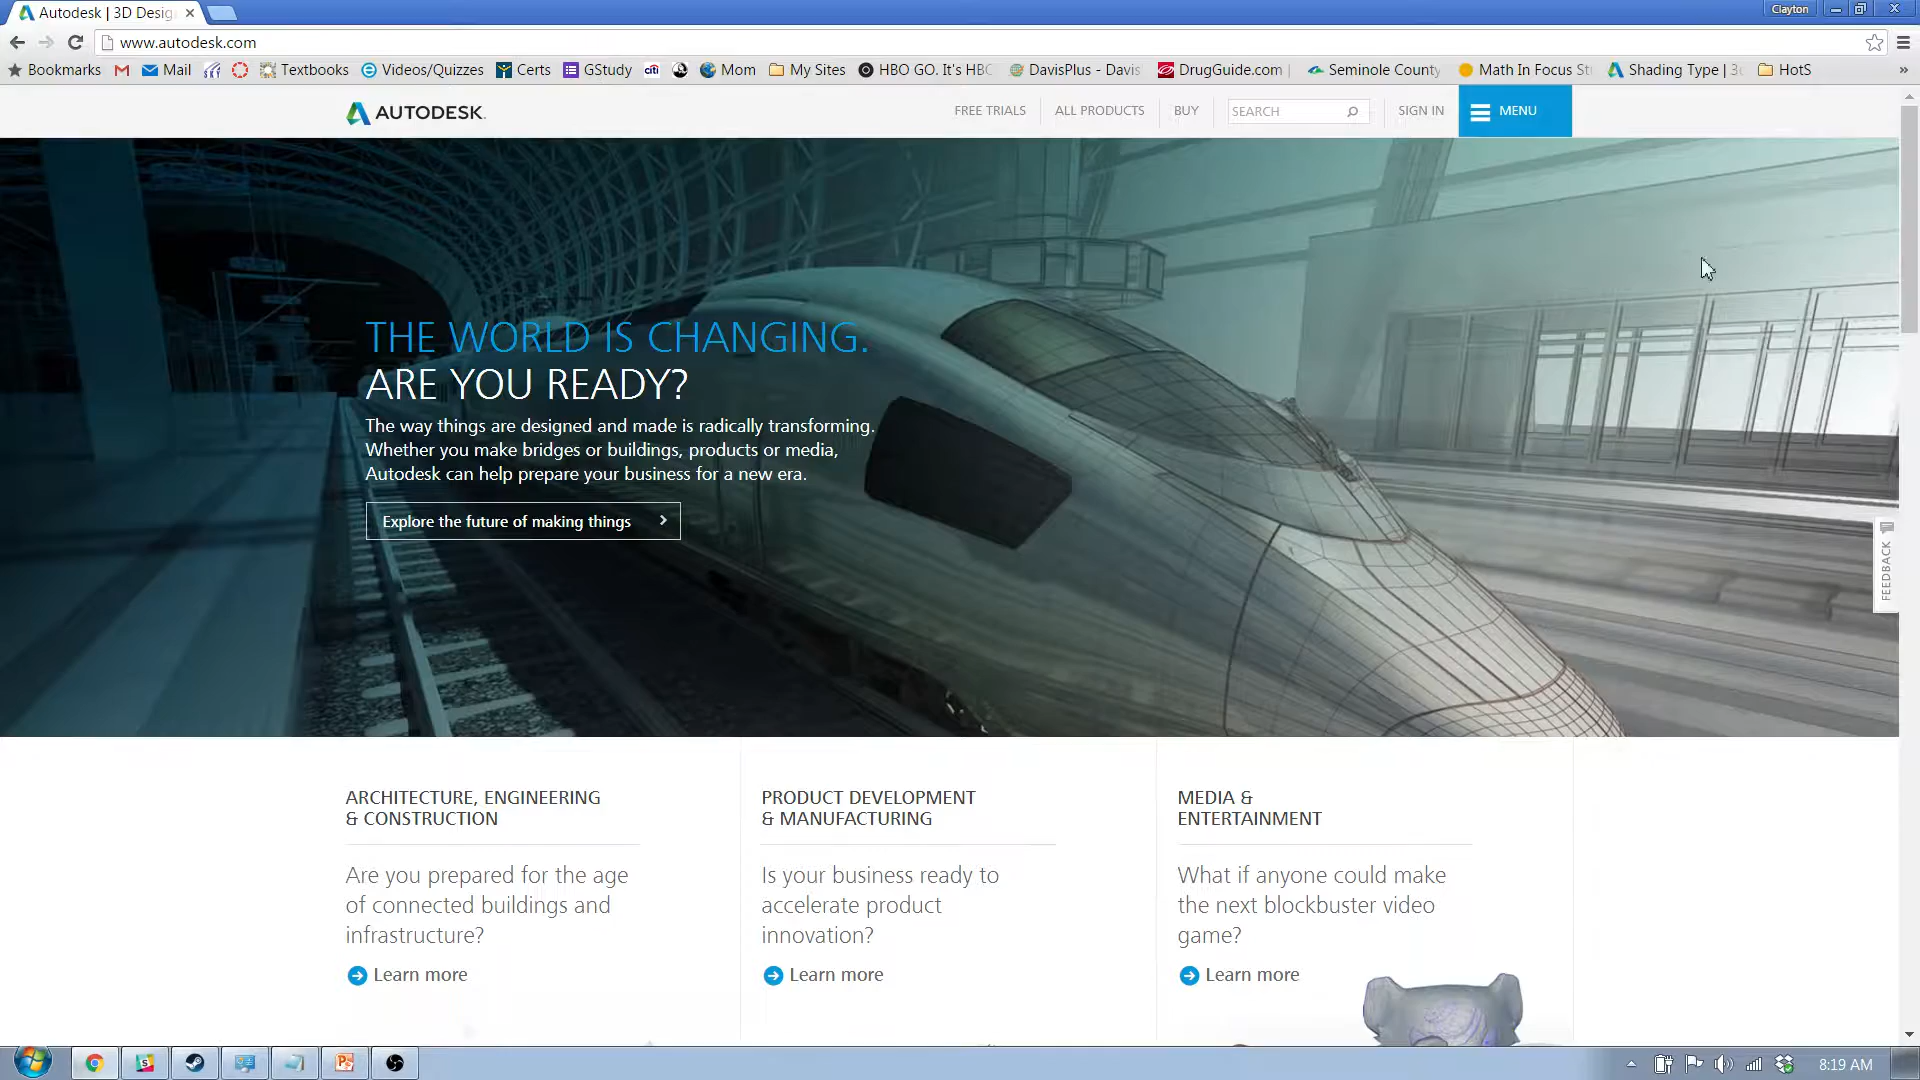 Autodesk | 3D Desig
Clayton
www.autodesk.com
Bookmarks Mail Textbooks Videos/Quizzes Certs GStudy citi Mom My Sites HBO GO. It's HBC DavisPlus - Davis DrugGuide.com | Seminole County, Math In Focus St Shading Type | 3d HotS »
AUTODESK.
FREE TRIALS ALL PRODUCTS BUY SEARCH SIGN IN MENU
THE WORLD IS CHANGING.
ARE YOU READY?
The way things are designed and made is radically transforming.
Whether you make bridges or buildings, products or media,
Autodesk can help prepare your business for a new era.
Explore the future of making things
FEEDBACK
ARCHITECTURE, ENGINEERING
& CONSTRUCTION
Are you prepared for the age
of connected buildings and
infrastructure?
Learn more
PRODUCT DEVELOPMENT
& MANUFACTURING
Is your business ready to
accelerate product
innovation?
Learn more
MEDIA &
ENTERTAINMENT
What if anyone could make
the next blockbuster video
game?
Learn more
8:19 AM